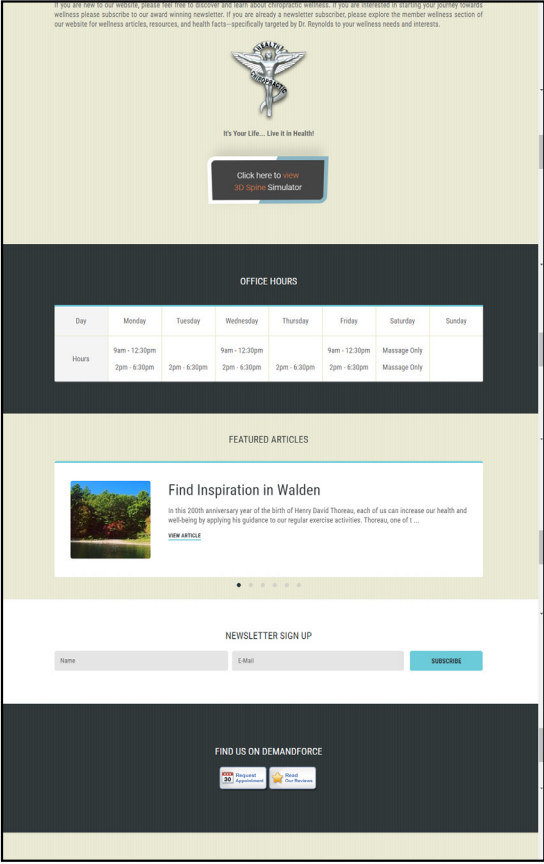 If you are new to our website, please feel free to discover and learn about chiropractic wellness. If you are interested in starting your journey towards
wellness please subscribe to our award winning newsletter. If you are already a newsletter subscriber, please explore the member wellness section of
our website for wellness articles, resources, and health facts–specifically targeted by Dr. Reynolds to your wellness needs and interests.
HEALTHY
CHIROPRACTIC
It's Your Life... Live it in Health!
Click here to view
3D Spine Simulator
OFFICE HOURS
Day Monday Tuesday Wednesday Thursday Friday Saturday Sunday
9am - 12:30pm 9am - 12:30pm 9am - 12:30pm Massage Only
Hours
2pm - 6:30pm 2pm - 6:30pm 2pm - 6:30pm 2pm - 6:30pm 2pm - 6:30pm Massage Only
FEATURED ARTICLES
Find Inspiration in Walden
In this 200th anniversary year of the birth of Henry David Thoreau, each of us can increase our health and
well-being by applying his guidance to our regular exercise activities. Thoreau, one of t ...
VIEW ARTICLE
NEWSLETTER SIGN UP
Name E-Mail SUBSCRIBE
FIND US ON DEMANDFORCE
30 Request Appointment
Read Our Reviews